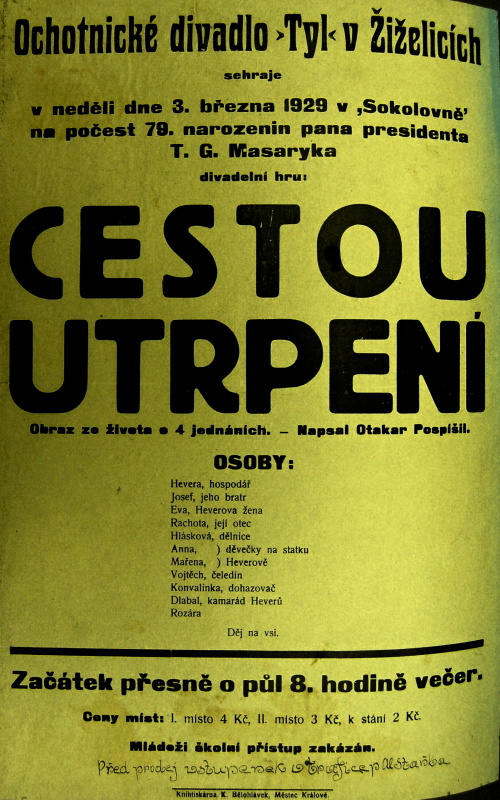 Ochotnické divadlo ›Tyl‹ v Žiželicích
sehraje
v neděli dne 3. března 1929 v ‚Sokolovně‘
na počest 79. narozenin pana presidenta
T. G. Masaryka
divadelní hru:
CESTOU
UTRPENÍ
Obraz ze života o 4 jednáních. – Napsal Otakar Pospíšil.
OSOBY:
Hevera, hospodář
Josef, jeho bratr
Eva, Heverova žena
Rachota, její otec
Hlásková, dělnice
Anna, ) děvečky na statku
Mařena, ) Heverově
Vojtěch, čeledín
Konvalinka, dohazovač
Dlabal, kamarád Heverů
Rozára
Děj na vsi.
Začátek přesně o půl 8. hodině večer.
Ceny míst: I. místo 4 Kč, II. místo 3 Kč, k stání 2 Kč.
Mládeži školní přístup zakázán.
Před prodej vstupenek v Trafice p Alstařba
Knihtiskárna K. Bělohlávek, Městec Králové.